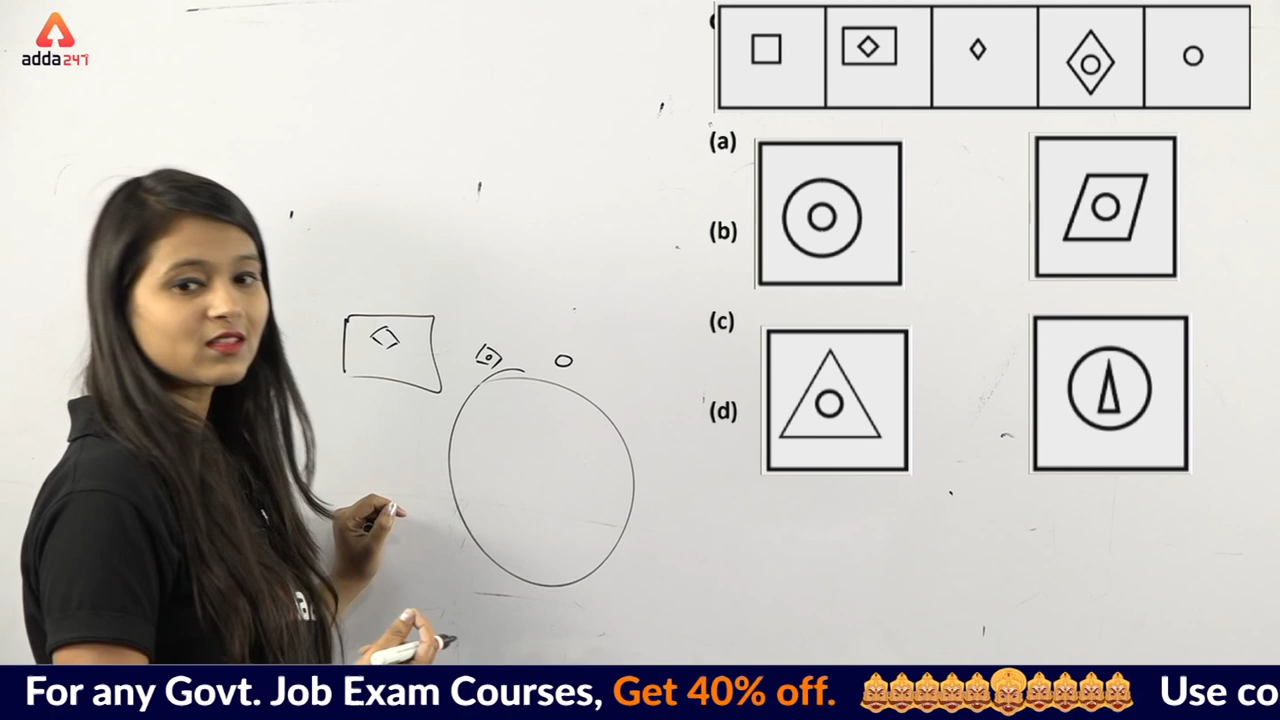 adda247
(a)
(b)
(c)
(d)
For any Govt. Job Exam Courses, Get 40% off. Use co